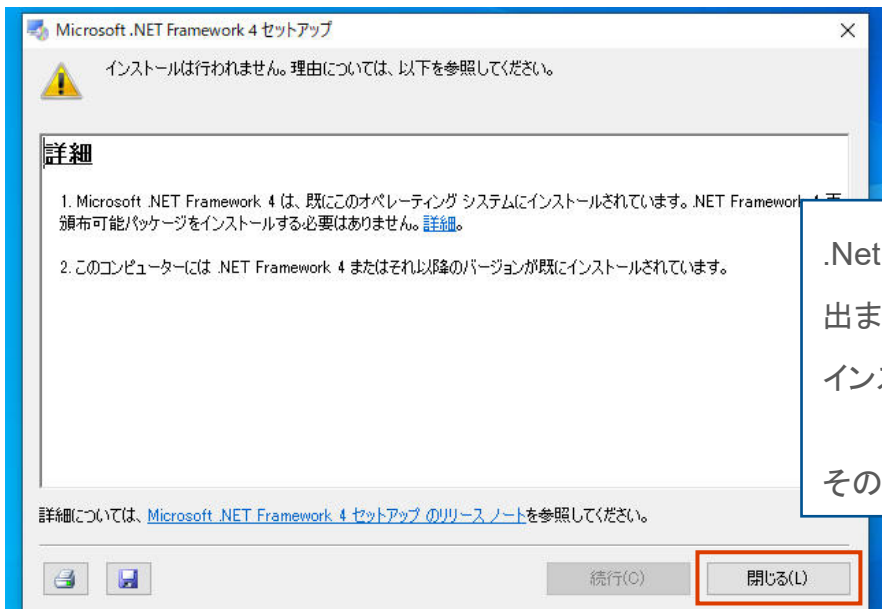 Microsoft .NET Framework 4 セットアップ
インストールは行われません。理由については、以下を参照してください。
詳細
1. Microsoft .NET Framework 4 は、既にこのオペレーティング システムにインストールされています。.NET Framework 4 再
頒布可能パッケージをインストールする必要はありません。詳細。
2. このコンピューターには .NET Framework 4 またはそれ以降のバージョンが既にインストールされています。
.Net
出ま
イン
その
詳細については、Microsoft .NET Framework 4 セットアップ のリリース ノートを参照してください。
続行(O)
閉じる(L)